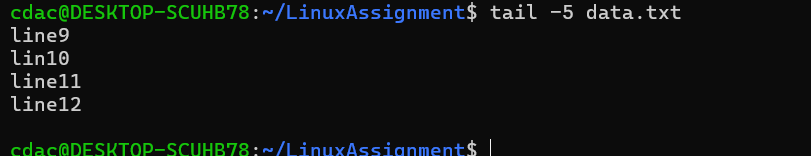 cdac@DESKTOP-SCUHB78:~/LinuxAssignment$ tail -5 data.txt
line9
lin10
line11
line12
cdac@DESKTOP-SCUHB78:~/LinuxAssignment$